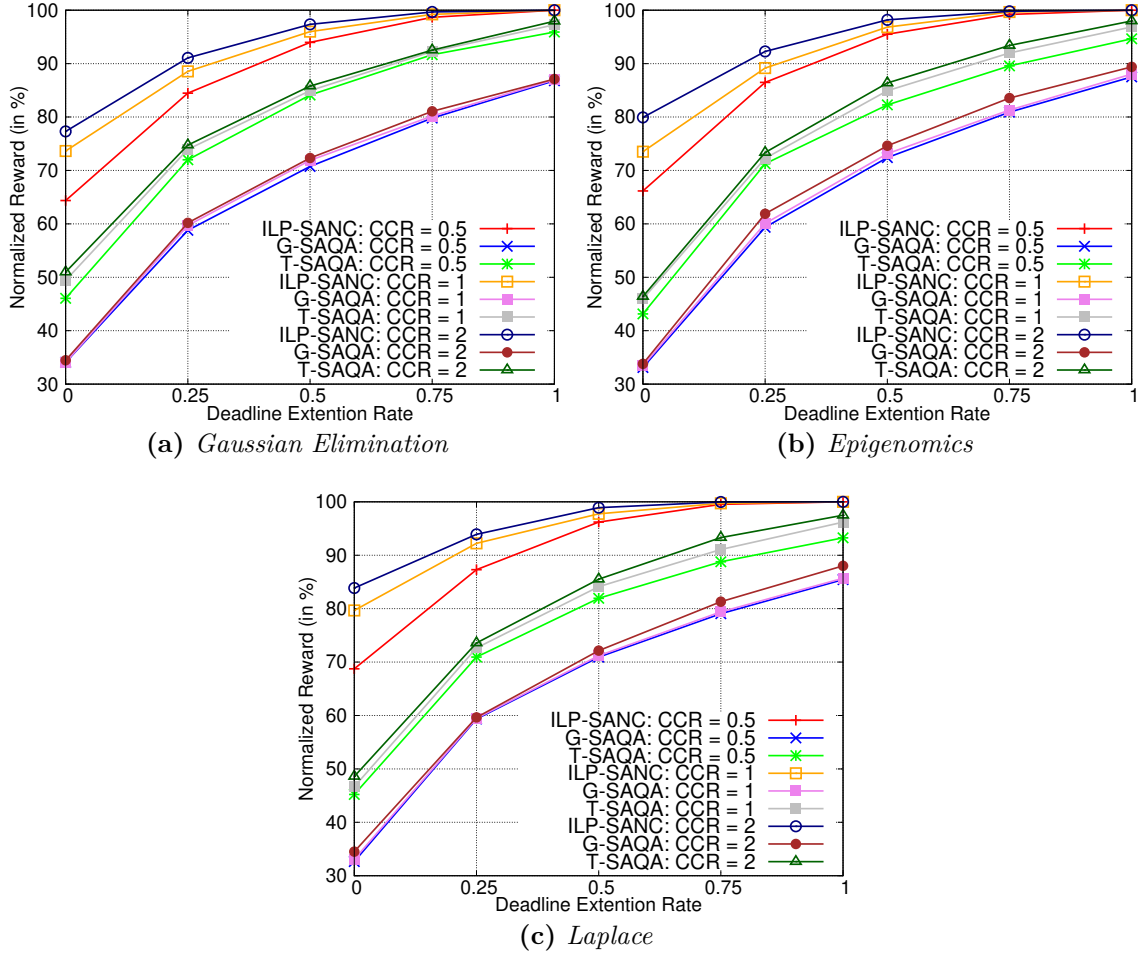 100
90
80
70
60
50
40
30
Normalized Reward (in %)
ILP-SANC: CCR = 0.5
G-SAQA: CCR = 0.5
T-SAQA: CCR = 0.5
ILP-SANC: CCR = 1
G-SAQA: CCR = 1
T-SAQA: CCR = 1
ILP-SANC: CCR = 2
G-SAQA: CCR = 2
T-SAQA: CCR = 2
0 0.25 0.5 0.75 1
Deadline Extention Rate
(a) Gaussian Elimination
100
90
80
70
60
50
40
30
Normalized Reward (in %)
ILP-SANC: CCR = 0.5
G-SAQA: CCR = 0.5
T-SAQA: CCR = 0.5
ILP-SANC: CCR = 1
G-SAQA: CCR = 1
T-SAQA: CCR = 1
ILP-SANC: CCR = 2
G-SAQA: CCR = 2
T-SAQA: CCR = 2
0 0.25 0.5 0.75 1
Deadline Extention Rate
(b) Epigenomics
100
90
80
70
60
50
40
30
Normalized Reward (in %)
ILP-SANC: CCR = 0.5
G-SAQA: CCR = 0.5
T-SAQA: CCR = 0.5
ILP-SANC: CCR = 1
G-SAQA: CCR = 1
T-SAQA: CCR = 1
ILP-SANC: CCR = 2
G-SAQA: CCR = 2
T-SAQA: CCR = 2
0 0.25 0.5 0.75 1
Deadline Extention Rate
(c) Laplace